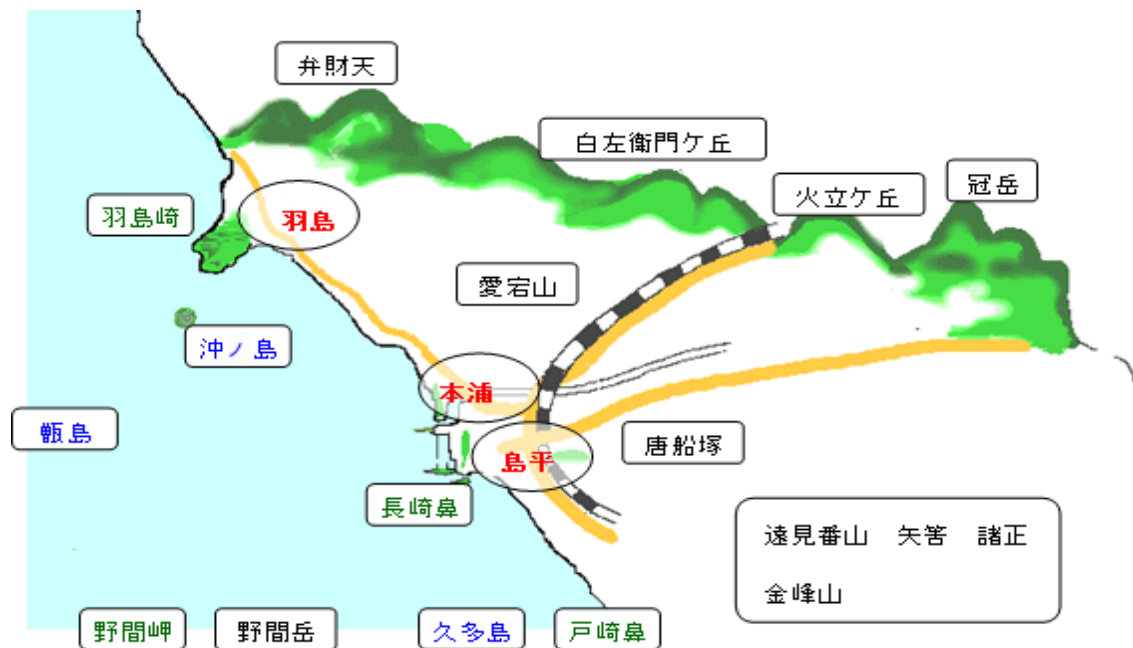 弁財天
白左衛門ケ丘
火立ケ丘
冠岳
羽島崎
羽島
愛宕山
沖ノ島
本浦
甑島
島平
唐船塚
長崎鼻
遠見番山 矢筈 諸正
金峰山
野間岬
野間岳
久多島
戸崎鼻